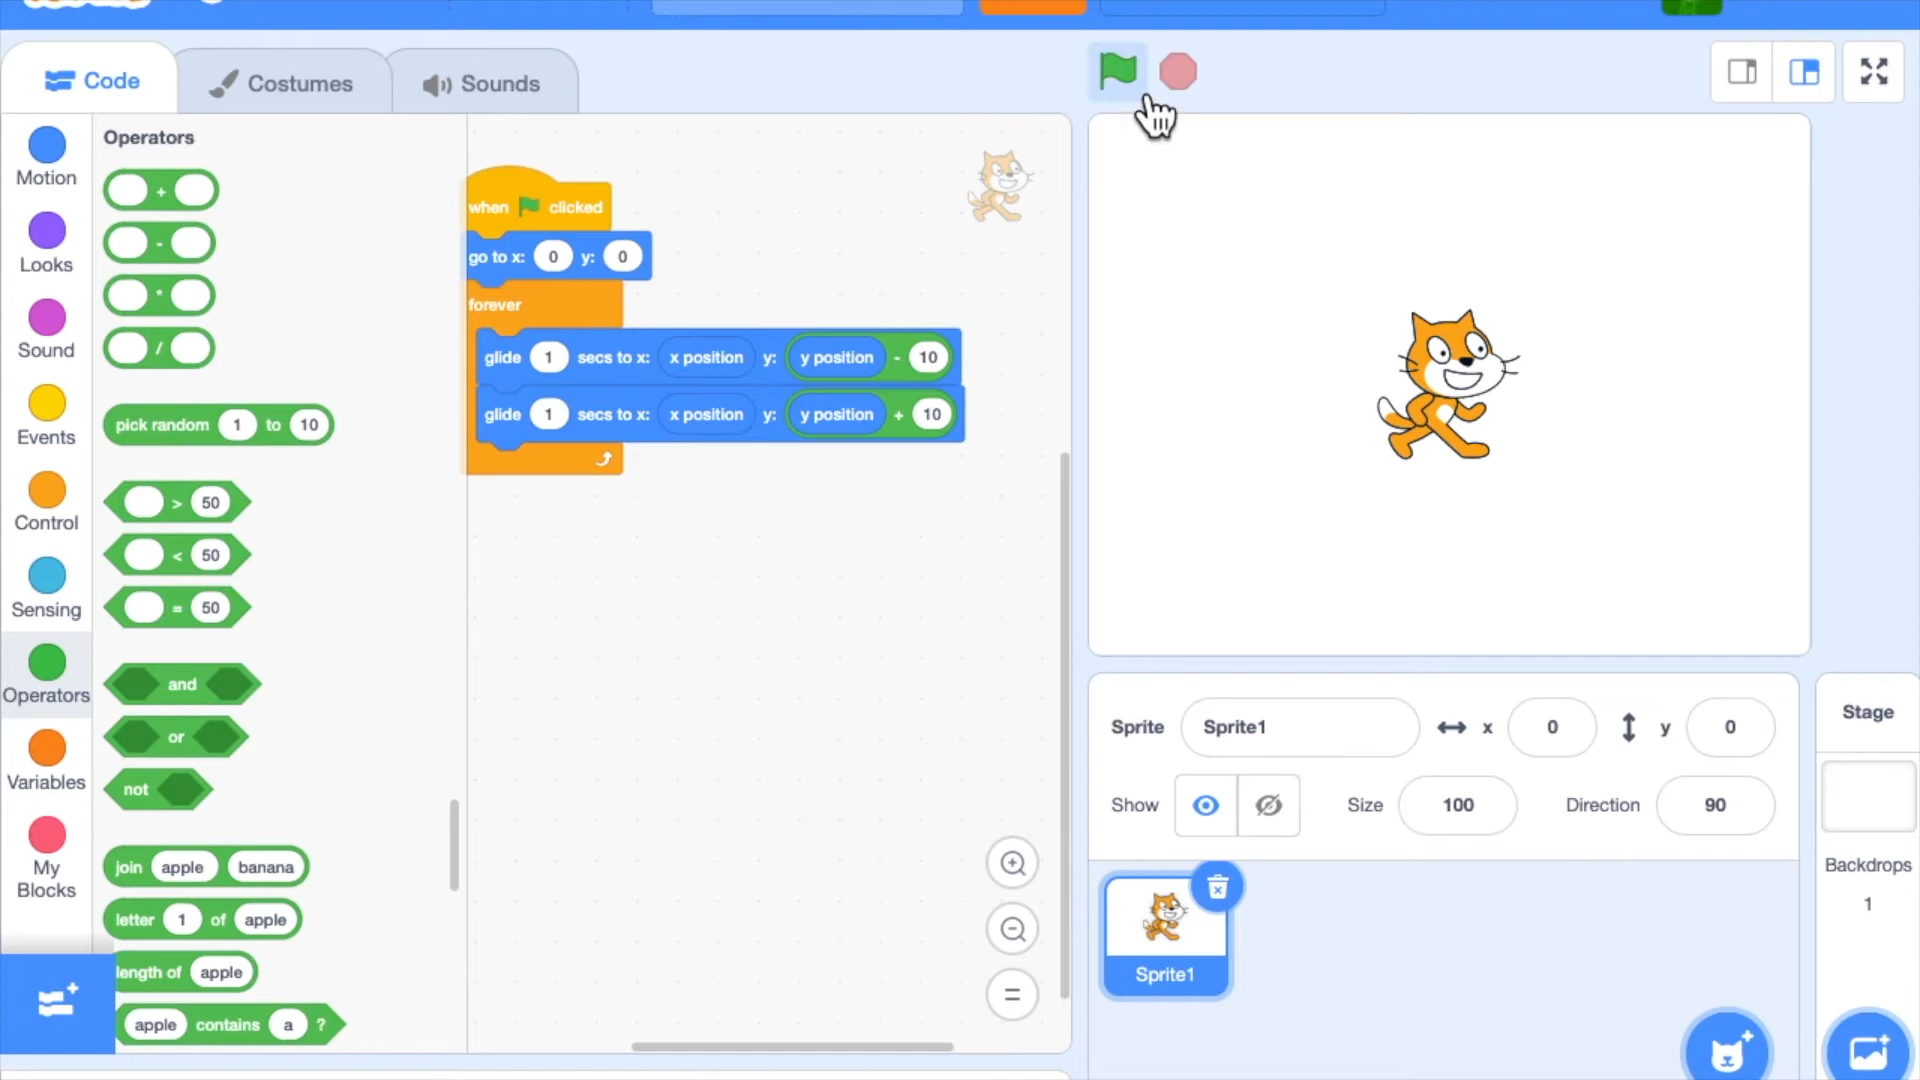 Code
Costumes
Sounds
Motion
Looks
Sound
Events
Control
Sensing
Operators
Variables
My
Blocks
Operators
+
-
*
/
pick random 1 to 10
> 50
< 50
= 50
and
or
not
join apple banana
letter 1 of apple
length of apple
apple contains a ?
when clicked
go to x: 0 y: 0
forever
glide 1 secs to x: x position y: y position - 10
glide 1 secs to x: x position y: y position + 10
Sprite Sprite1 x 0 y 0
Show Size 100 Direction 90
Sprite1
Stage
Backdrops
1